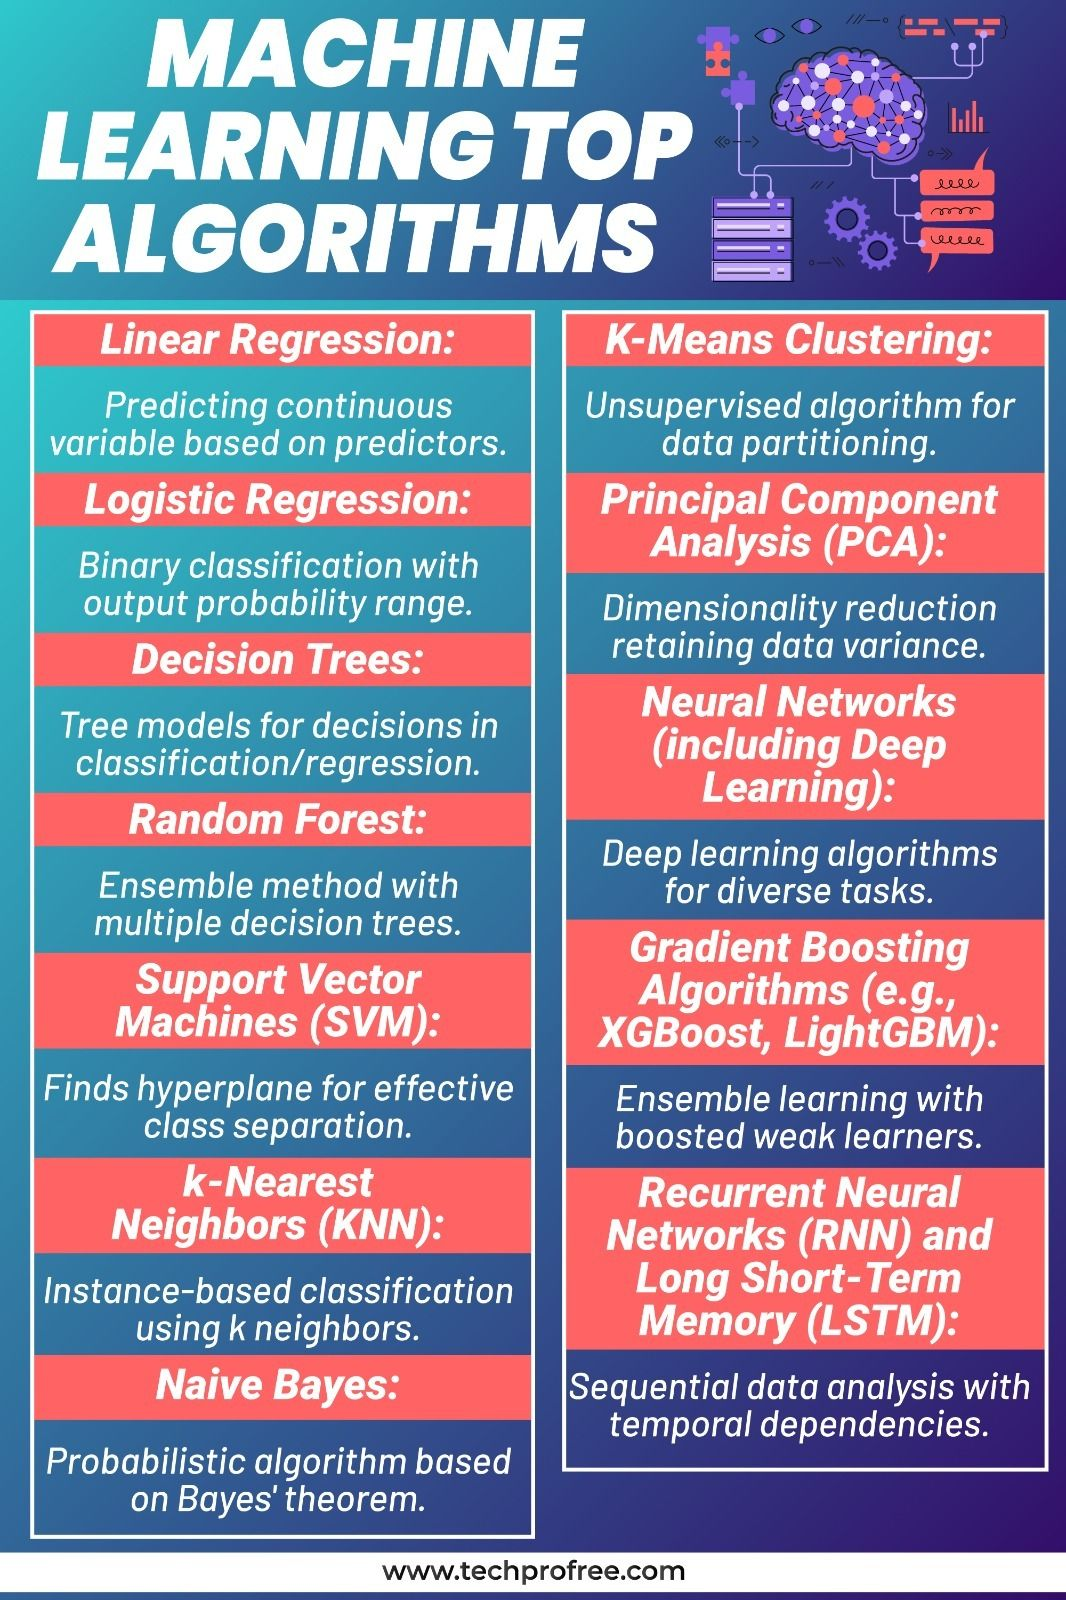 MACHINE
LEARNING TOP
ALGORITHMS
Linear Regression:
Predicting continuous
variable based on predictors.
Logistic Regression:
Binary classification with
output probability range.
Decision Trees:
Tree models for decisions in
classification/regression.
Random Forest:
Ensemble method with
multiple decision trees.
Support Vector
Machines (SVM):
Finds hyperplane for effective
class separation.
k-Nearest
Neighbors (KNN):
Instance-based classification
using k neighbors.
Naive Bayes:
Probabilistic algorithm based
on Bayes' theorem.
K-Means Clustering:
Unsupervised algorithm for
data partitioning.
Principal Component
Analysis (PCA):
Dimensionality reduction
retaining data variance.
Neural Networks
(including Deep
Learning):
Deep learning algorithms
for diverse tasks.
Gradient Boosting
Algorithms (e.g.,
XGBoost, LightGBM):
Ensemble learning with
boosted weak learners.
Recurrent Neural
Networks (RNN) and
Long Short-Term
Memory (LSTM):
Sequential data analysis with
temporal dependencies.
www.techprofree.com